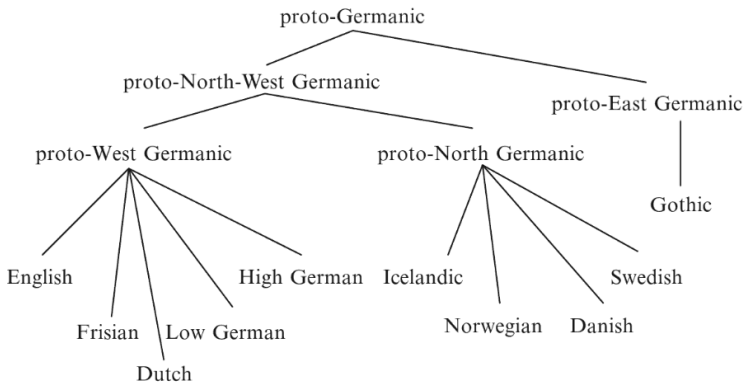 proto-Germanic
proto-North-West Germanic
proto-East Germanic
proto-West Germanic
proto-North Germanic
Gothic
English
High German
Icelandic
Swedish
Frisian
Low German
Norwegian
Danish
Dutch